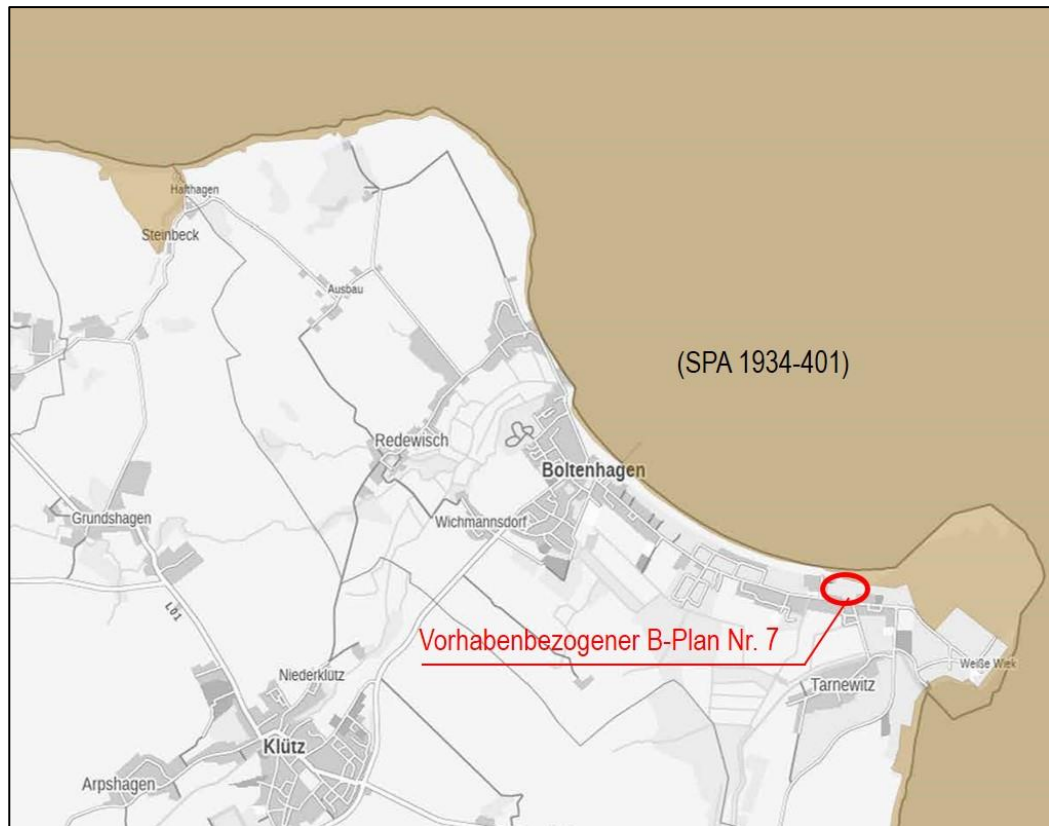 Hafthagen
Steinbeck
Ausbau
(SPA 1934-401)
Redewisch
Boltenhagen
Grundshagen
Wichmannsdorf
L01
Vorhabenbezogener B-Plan Nr. 7
Weiße Wiek
Niederklütz
Tarnewitz
Klütz
Arpshagen